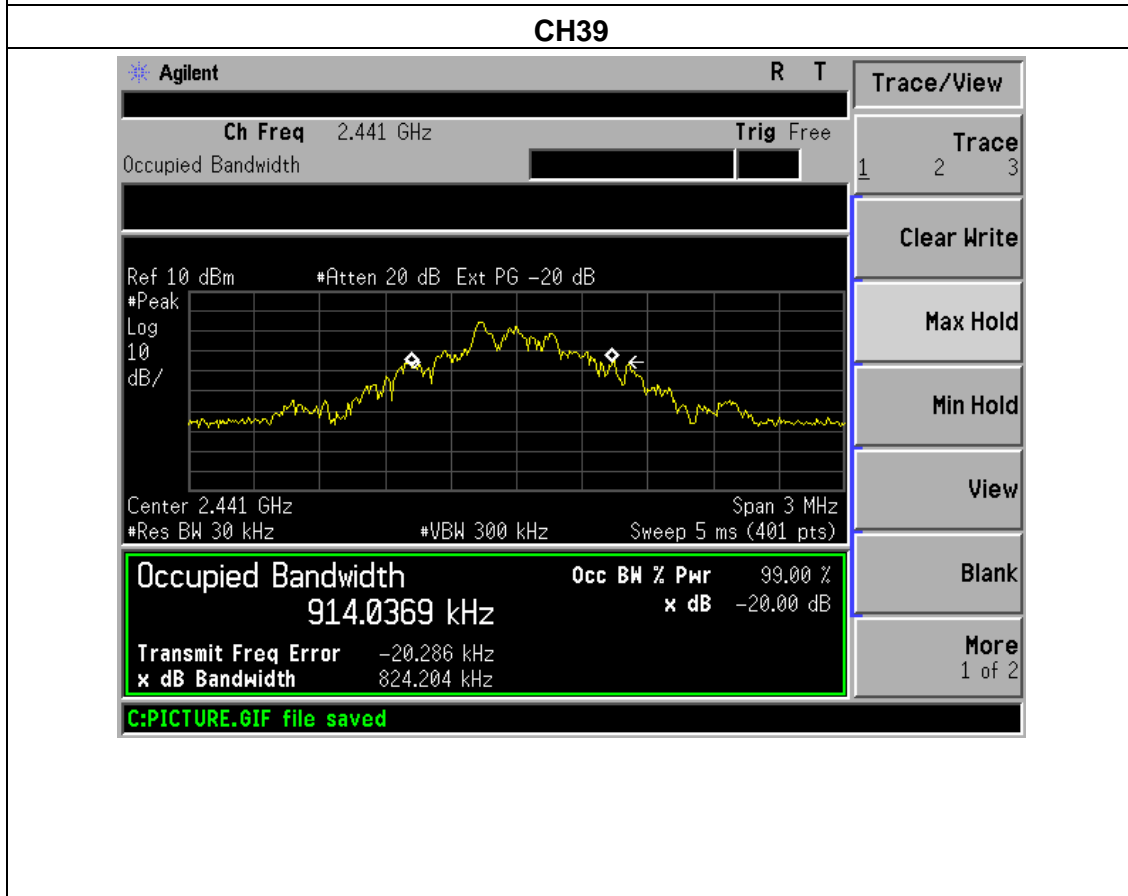 CH39
Agilent R T
Trace/View
Ch Freq 2.441 GHz Trig Free
Occupied Bandwidth
Trace
1 2 3
Clear Write
Ref 10 dBm #Atten 20 dB Ext PG -20 dB
#Peak
Log
10
dB/
Max Hold
Min Hold
View
Center 2.441 GHz Span 3 MHz
#Res BW 30 kHz #VBW 300 kHz Sweep 5 ms (401 pts)
Occupied Bandwidth Occ BW % Pwr 99.00 %
914.0369 kHz x dB -20.00 dB
Blank
Transmit Freq Error -20.286 kHz
x dB Bandwidth 824.204 kHz
More
1 of 2
C:PICTURE.GIF file saved